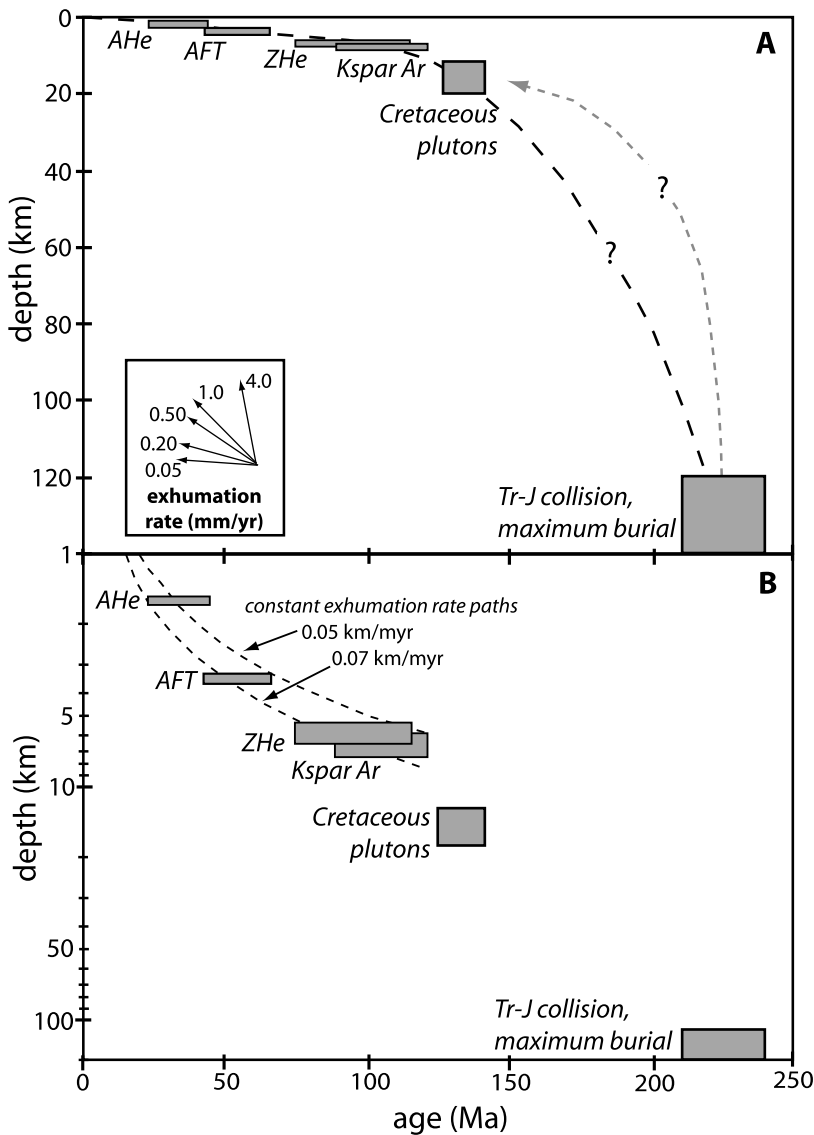 0
A
AHe
AFT
ZHe
Kspar Ar
20
Cretaceous
plutons
40
?
?
60
depth (km)
80
100
120
4.0
1.0
0.50
0.20
0.05
exhumation
rate (mm/yr)
Tr-J collision,
maximum burial
1
B
AHe
constant exhumation rate paths
0.05 km/myr
0.07 km/myr
AFT
5
ZHe
Kspar Ar
10
Cretaceous
plutons
depth (km)
50
100
Tr-J collision,
maximum burial
0
50
100
150
200
250
age (Ma)